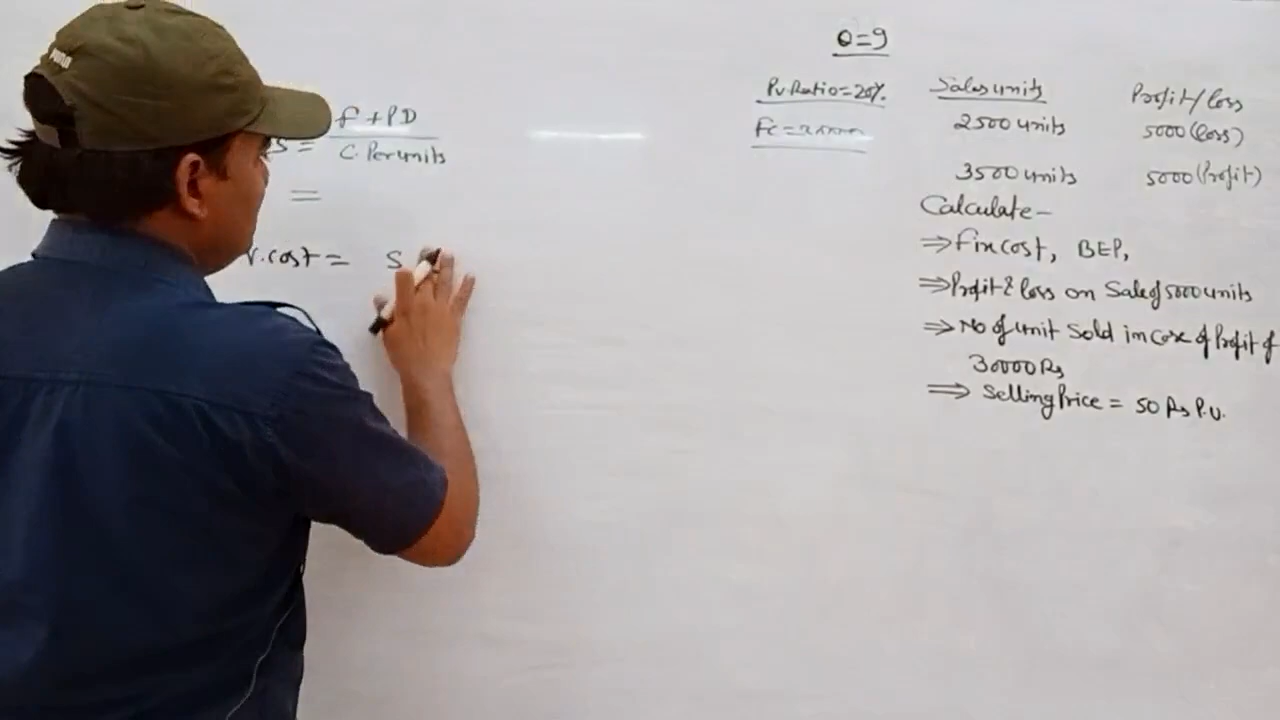 f + PD
S =
C. Per units
=
V. cost = S
Q=9
PV Ratio=20%.
Fc =
Sales units
Profit/loss
2500 units
5000 (loss)
3500 units
5000 (Profit)
Calculate-
⇒ fix cost, BEP,
⇒ Profit & loss on Sale of 5000 units
⇒ No of unit Sold in Case of Profit of
30000 Rs
⇒ Selling Price = 50 Rs P.U.